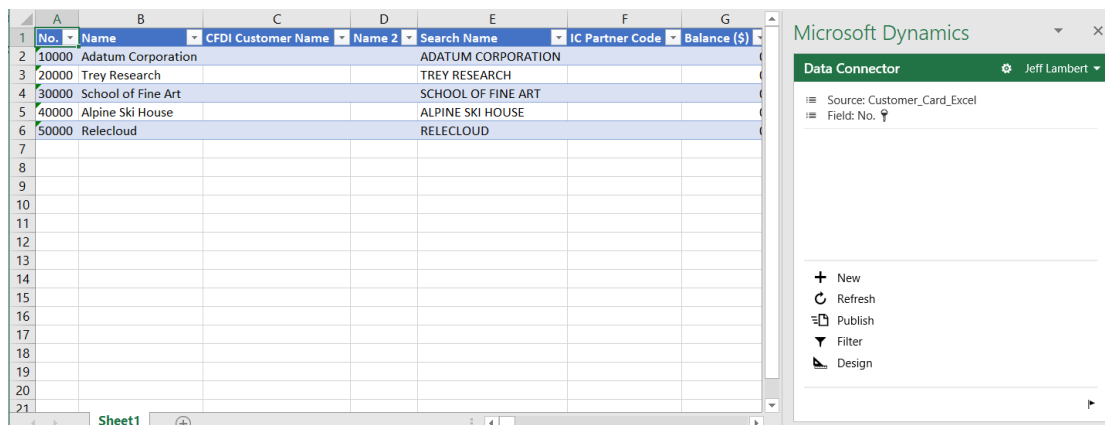 A B C D E F G
1 No. Name CFDI Customer Name Name 2 Search Name IC Partner Code Balance ($)
2 10000 Adatum Corporation ADATUM CORPORATION
3 20000 Trey Research TREY RESEARCH
4 30000 School of Fine Art SCHOOL OF FINE ART
5 40000 Alpine Ski House ALPINE SKI HOUSE
6 50000 Relecloud RELECLOUD
7
8
9
10
11
12
13
14
15
16
17
18
19
20
21
Sheet1
Microsoft Dynamics
Data Connector Jeff Lambert
Source: Customer_Card_Excel
Field: No.
New
Refresh
Publish
Filter
Design